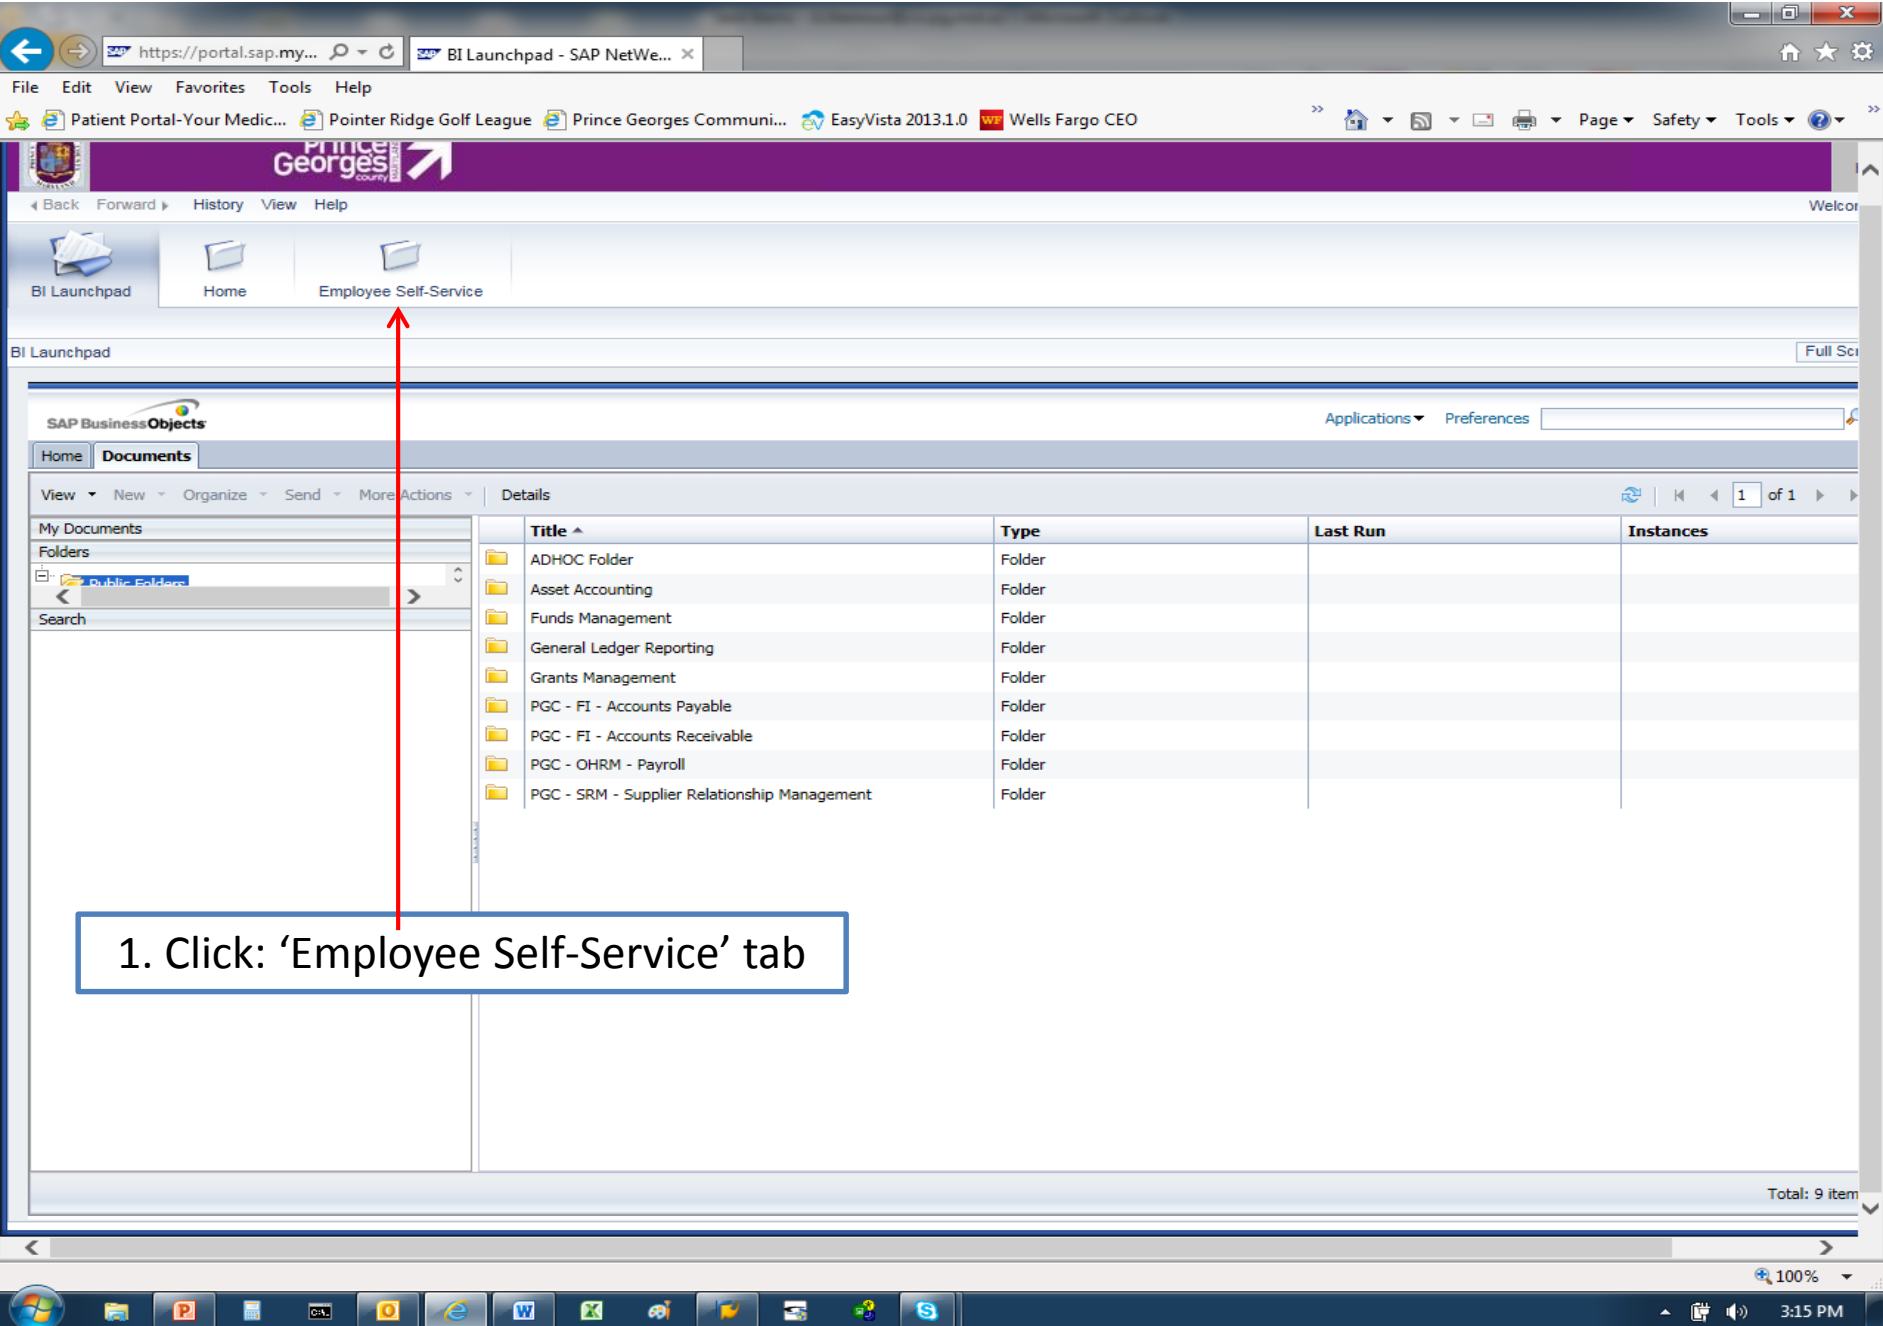 https://portal.sap.my...
BI Launchpad - SAP NetWe...
File Edit View Favorites Tools Help
Patient Portal-Your Medic... Pointer Ridge Golf League Prince Georges Communi... EasyVista 2013.1.0 WF Wells Fargo CEO Page Safety Tools
Prince
Georges
county
Back Forward History View Help
BI Launchpad Home Employee Self-Service
BI Launchpad
Full Scr
SAP BusinessObjects
Applications Preferences
Home Documents
View New Organize Send More Actions Details 1 of 1
My Documents
Folders
Public Folders
Search
Title Type Last Run Instances
ADHOC Folder Folder
Asset Accounting Folder
Funds Management Folder
General Ledger Reporting Folder
Grants Management Folder
PGC - FI - Accounts Payable Folder
PGC - FI - Accounts Receivable Folder
PGC - OHRM - Payroll Folder
PGC - SRM - Supplier Relationship Management Folder
1. Click: ‘Employee Self-Service’ tab
Total: 9 item
100%
3:15 PM